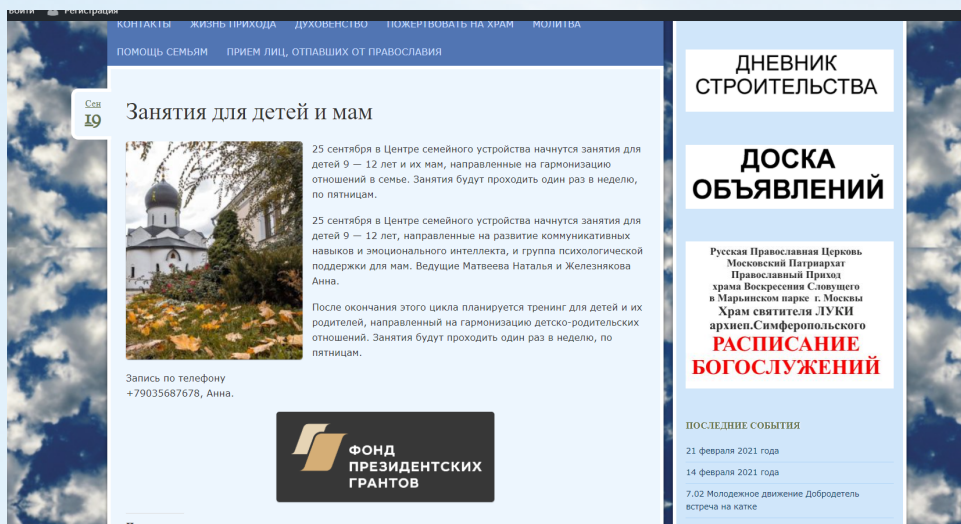 Войти Регистрация
КОНТАКТЫ ЖИЗНЬ ПРИХОДА ДУХОВЕНСТВО ПОЖЕРТВОВАТЬ НА ХРАМ МОЛИТВА
ПОМОЩЬ СЕМЬЯМ ПРИЕМ ЛИЦ, ОТПАВШИХ ОТ ПРАВОСЛАВИЯ
Сен
19
Занятия для детей и мам
25 сентября в Центре семейного устройства начнутся занятия для
детей 9 — 12 лет и их мам, направленные на гармонизацию
отношений в семье. Занятия будут проходить один раз в неделю,
по пятницам.
25 сентября в Центре семейного устройства начнутся занятия для
детей 9 — 12 лет, направленные на развитие коммуникативных
навыков и эмоционального интеллекта, и группа психологической
поддержки для мам. Ведущие Матвеева Наталья и Железнякова
Анна.
После окончания этого цикла планируется тренинг для детей и их
родителей, направленный на гармонизацию детско-родительских
отношений. Занятия будут проходить один раз в неделю, по
пятницам.
Запись по телефону
+79035687678, Анна.
ФОНД
ПРЕЗИДЕНТСКИХ
ГРАНТОВ
ДНЕВНИК
СТРОИТЕЛЬСТВА
ДОСКА
ОБЪЯВЛЕНИЙ
Русская Православная Церковь
Московский Патриархат
Православный Приход
храма Воскресения Словущего
в Марьинском парке г. Москвы
Храм святителя ЛУКИ
архиеп.Симферопольского
РАСПИСАНИЕ
БОГОСЛУЖЕНИЙ
ПОСЛЕДНИЕ СОБЫТИЯ
21 февраля 2021 года
14 февраля 2021 года
7.02 Молодежное движение Добродетель
встреча на катке